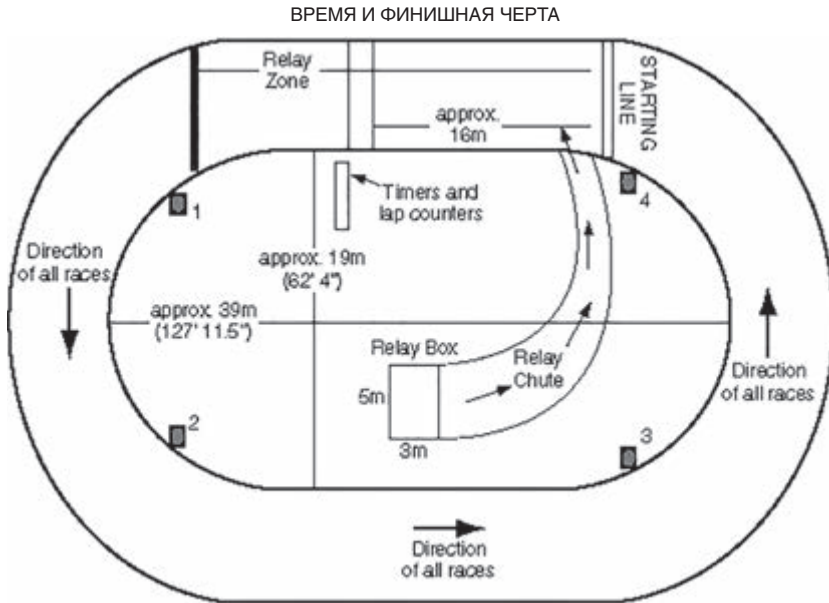 ВРЕМЯ И ФИНИШНАЯ ЧЕРТА
Relay
Zone
STARTING
LINE
approx.
16m
1
Timers and
lap counters
4
Direction
of all races
approx. 19m
(62' 4")
approx. 39m
(127' 11.5")
Relay Box
Relay
Chute
Direction
of all races
5m
2
3
3m
Direction
of all races